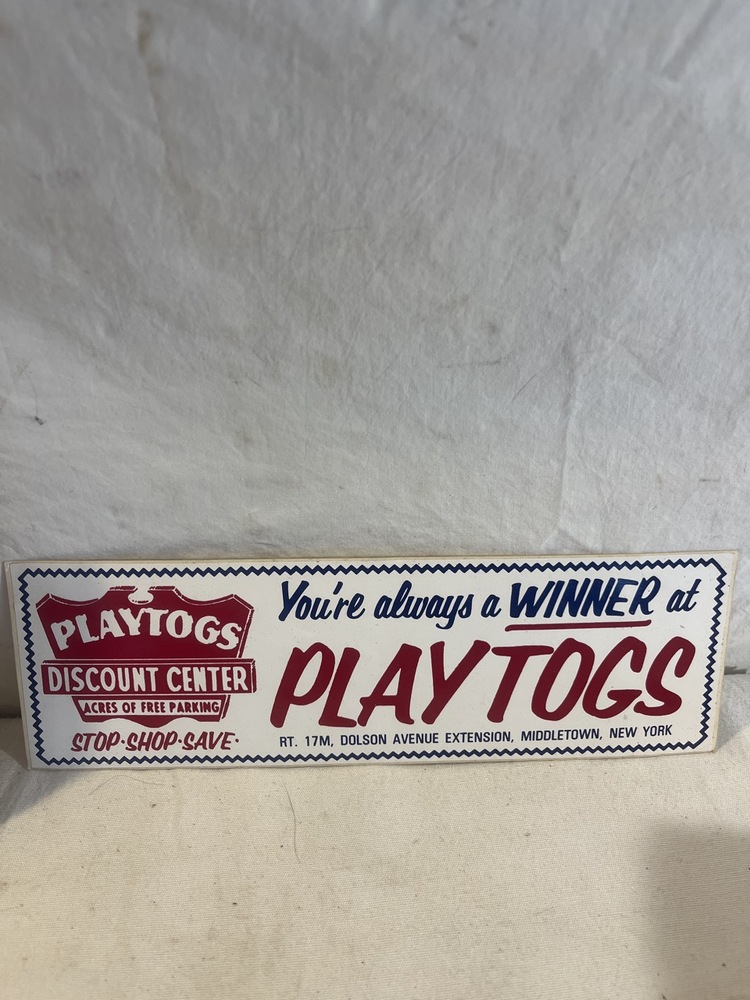 PLAYTOGS
DISCOUNT CENTER
ACRES OF FREE PARKING
STOP·SHOP·SAVE·
You're always a WINNER at
PLAYTOGS
RT. 17M, DOLSON AVENUE EXTENSION, MIDDLETOWN, NEW YORK